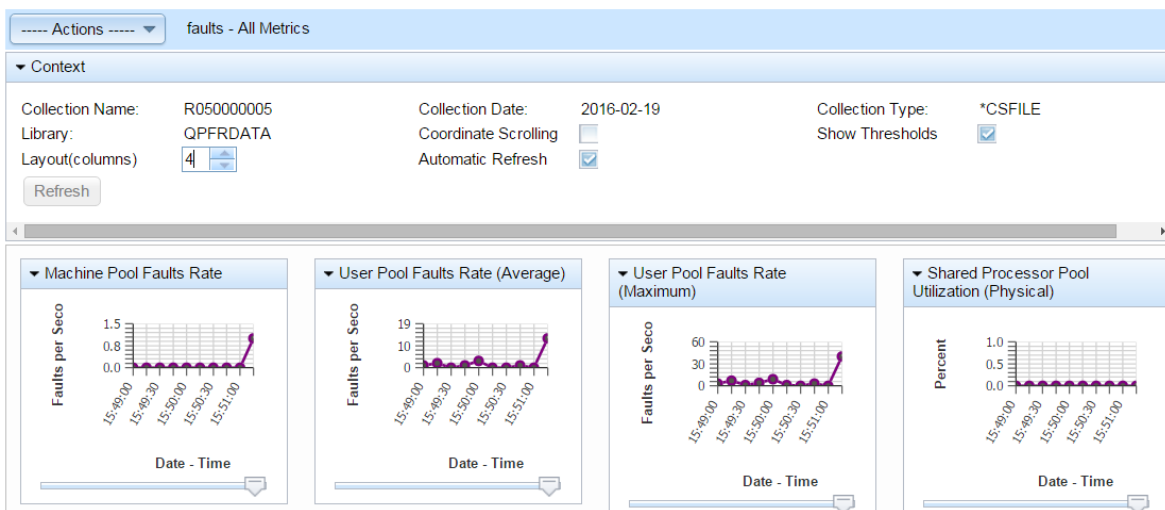 ----- Actions ----- faults - All Metrics
Context
Collection Name: R050000005 Collection Date: 2016-02-19 Collection Type: *CSFILE
Library: QPFRDATA Coordinate Scrolling Show Thresholds
Layout(columns) 4 Automatic Refresh
Refresh
Machine Pool Faults Rate
Faults per Seco
1.5
0.8
0.0
15:49:00
15:49:30
15:50:00
15:50:30
15:51:00
Date - Time
User Pool Faults Rate (Average)
Faults per Seco
19
10
0
15:49:00
15:49:30
15:50:00
15:50:30
15:51:00
Date - Time
User Pool Faults Rate
(Maximum)
Faults per Seco
60
30
0
15:49:00
15:49:30
15:50:00
15:50:30
15:51:00
Date - Time
Shared Processor Pool
Utilization (Physical)
Percent
1.0
0.5
0.0
15:49:00
15:49:30
15:50:00
15:50:30
15:51:00
Date - Time